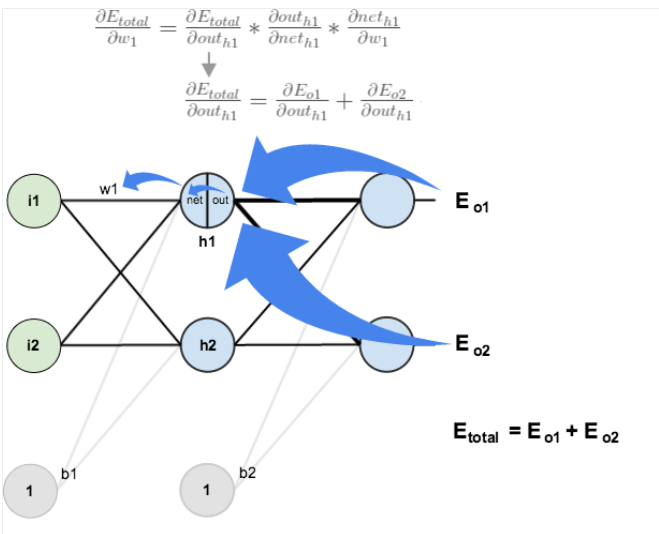 ∂E_total/∂w_1 = ∂E_total/∂out_h1 * ∂out_h1/∂net_h1 * ∂net_h1/∂w_1
∂E_total/∂out_h1 = ∂E_o1/∂out_h1 + ∂E_o2/∂out_h1
i1
w1
net out
h1
E o1
i2
h2
E o2
E total = E o1 + E o2
1
b1
1
b2